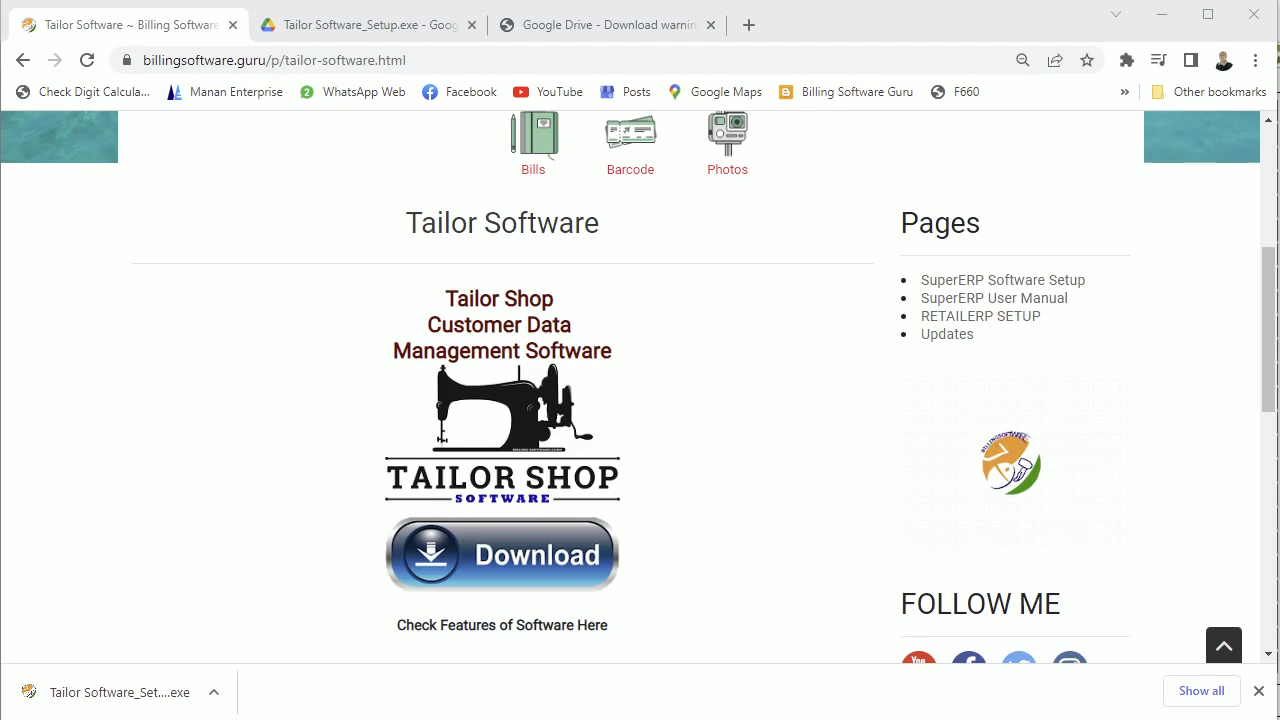 Tailor Software ~ Billing Software
Tailor Software_Setup.exe - Goog
Google Drive - Download warnin
billingsoftware.guru/p/tailor-software.html
Check Digit Calcula...
Manan Enterprise
2
WhatsApp Web
Facebook
YouTube
Posts
Google Maps
Billing Software Guru
F660
»
Other bookmarks
Bills
Barcode
Photos
Tailor Software
Tailor Shop
Customer Data
Management Software
TAILOR SHOP
SOFTWARE
Download
Check Features of Software Here
Pages
SuperERP Software Setup
SuperERP User Manual
RETAILERP SETUP
Updates
BILLINGSOFTWARE
FOLLOW ME
You
Tailor Software_Set....exe
Show all